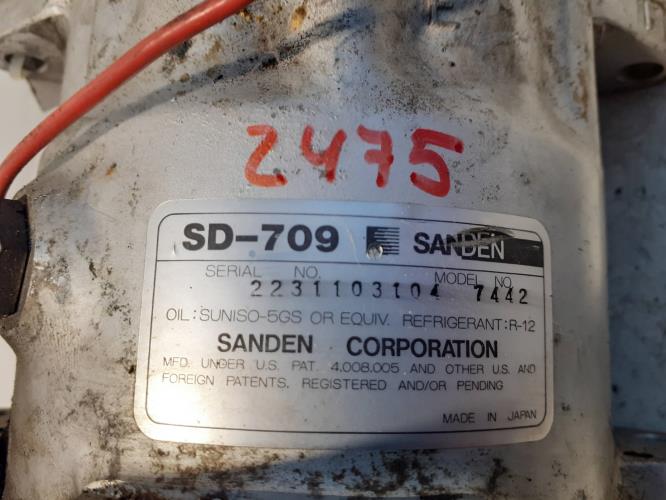 2475
SD-709 SANDEN
SERIAL NO. MODEL NO.
2231103104 7442
OIL: SUNISO-5GS OR EQUIV. REFRIGERANT: R-12
SANDEN CORPORATION
MFD. UNDER U.S. PAT. 4.008.005 AND OTHER U.S. AND
FOREIGN PATENTS. REGISTERED AND/OR PENDING
MADE IN JAPAN